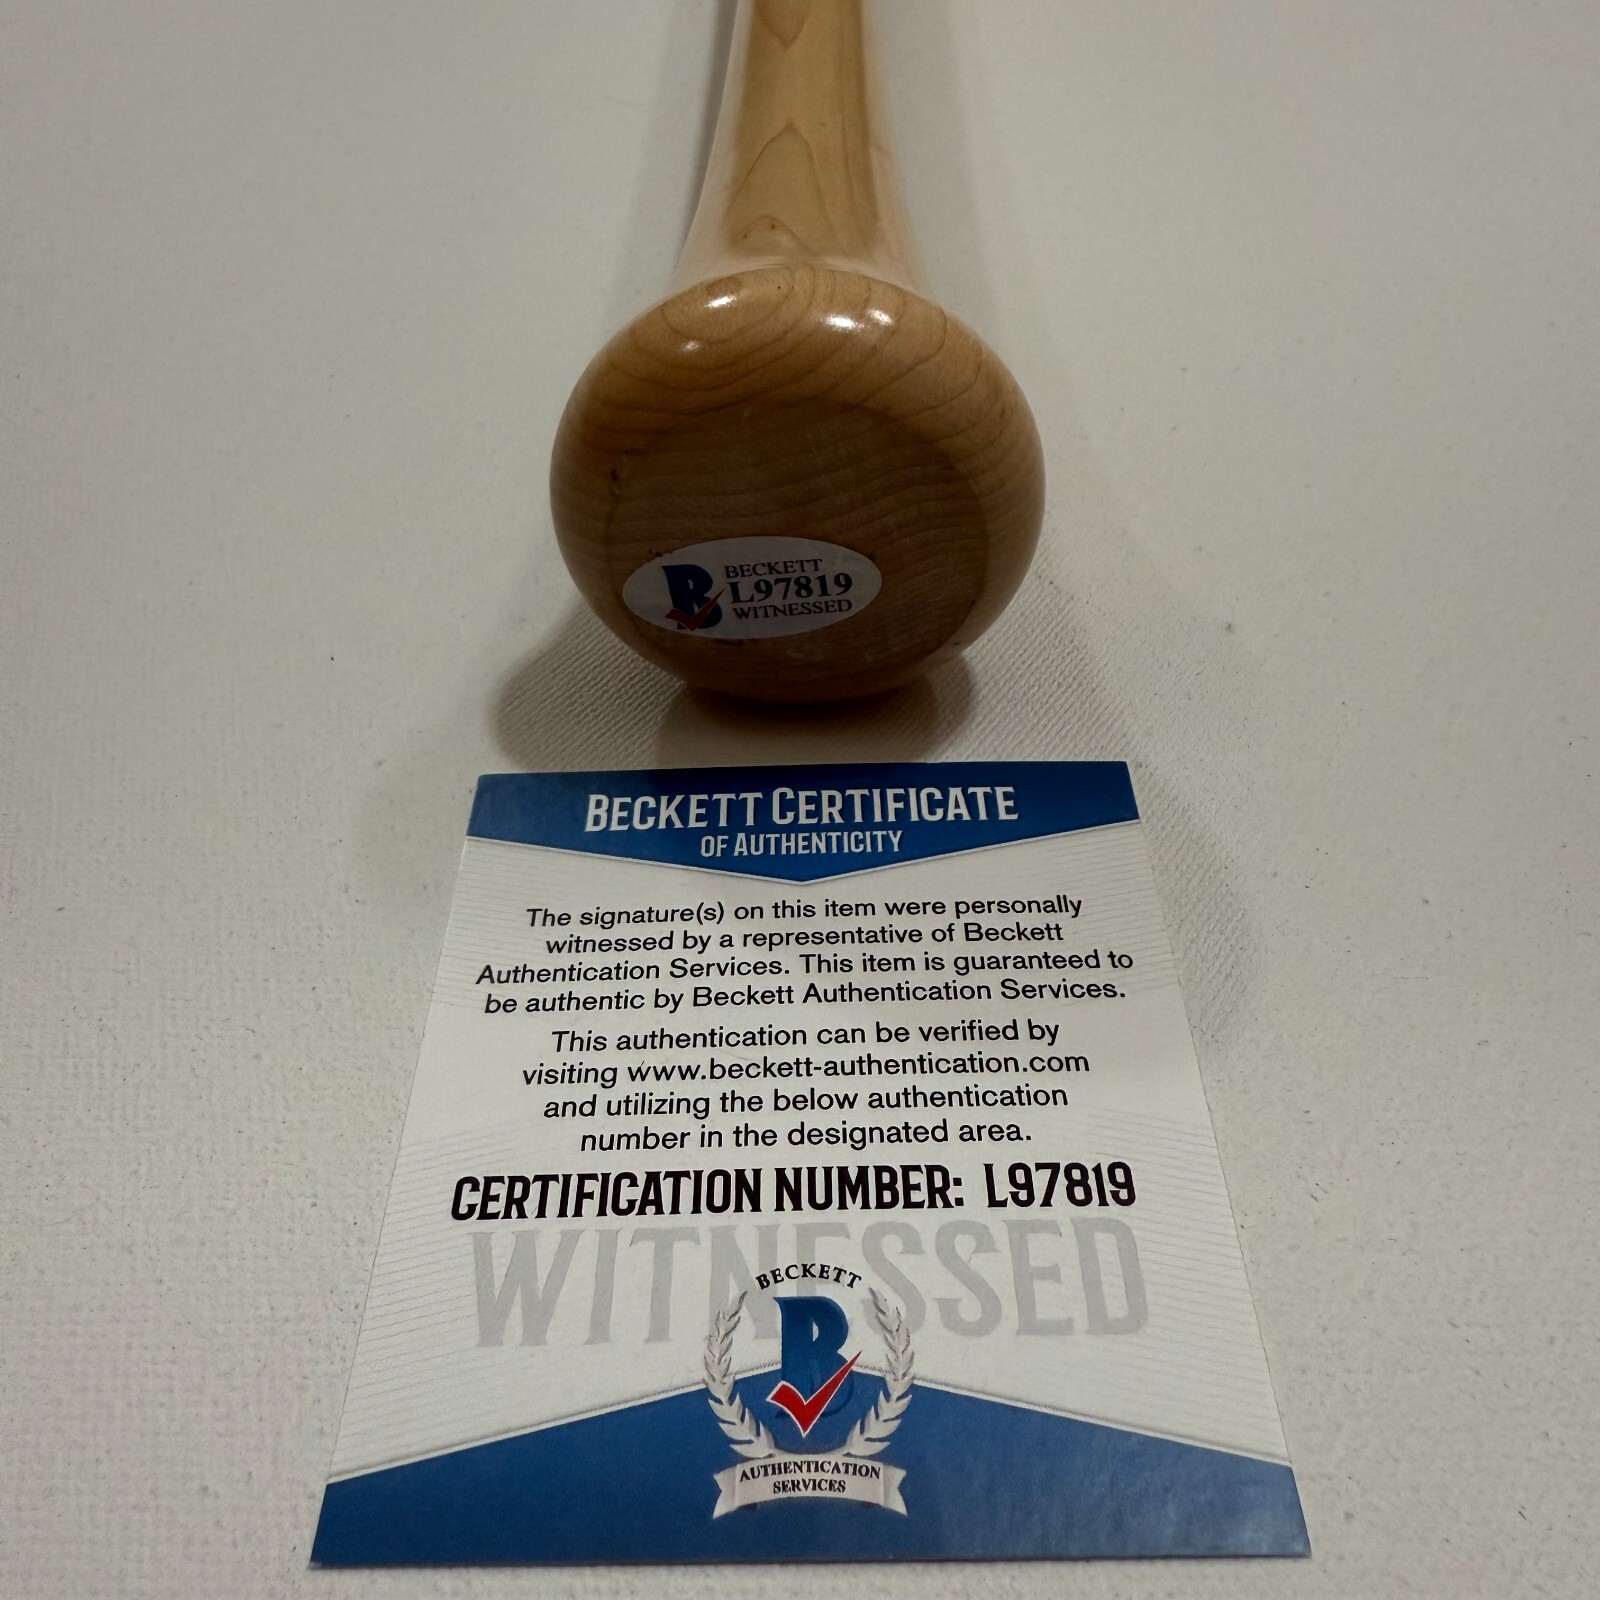 BECKETT
L97819
WITNESSED
BECKETT CERTIFICATE
OF AUTHENTICITY
The signature(s) on this item were personally
witnessed by a representative of Beckett
Authentication Services. This item is guaranteed to
be authentic by Beckett Authentication Services.
This authentication can be verified by
visiting www.beckett-authentication.com
and utilizing the below authentication
number in the designated area.
CERTIFICATION NUMBER: L97819
WITNESSED
BECKETT
B
AUTHENTICATION
SERVICES